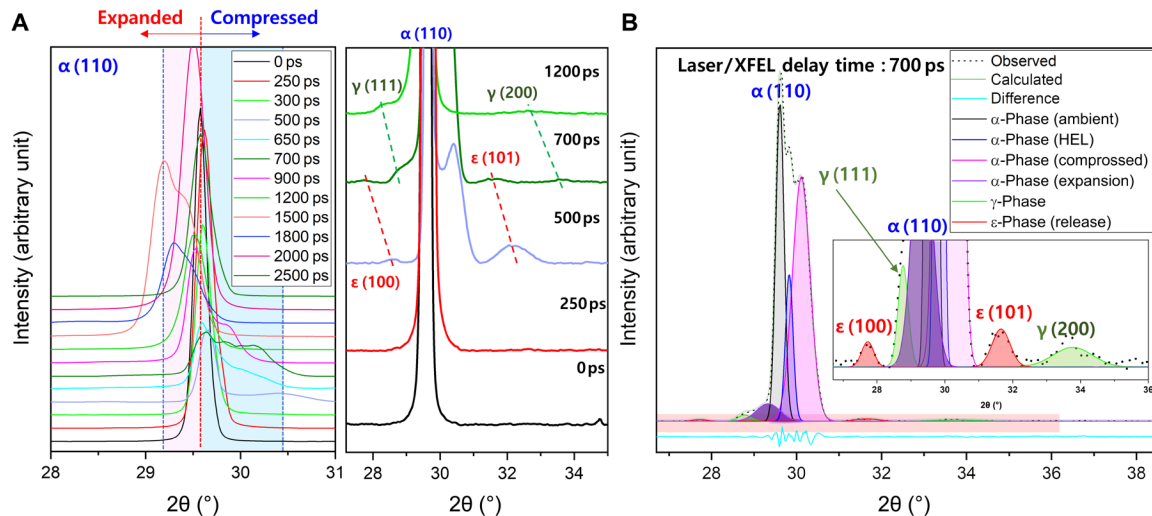 A
Expanded Compressed
α (110)
0 ps
250 ps
300 ps
500 ps
650 ps
700 ps
900 ps
1200 ps
1500 ps
1800 ps
2000 ps
2500 ps
Intensity (arbitrary unit)
28 29 30 31
2θ (°)
α (110)
1200 ps
γ (111)
γ (200)
700 ps
ε (101)
500 ps
ε (100)
250 ps
0 ps
28 30 32 34
2θ (°)
B
Laser/XFEL delay time : 700 ps
α (110)
Observed
Calculated
Difference
α-Phase (ambient)
α-Phase (HEL)
α-Phase (comprossed)
α-Phase (expansion)
γ-Phase
ε-Phase (release)
γ (111)
α (110)
ε (100)
ε (101)
γ (200)
28 30 32 34 36
2θ (°)
Intensity (arbitrary unit)
28 30 32 34 36 38
2θ (°)